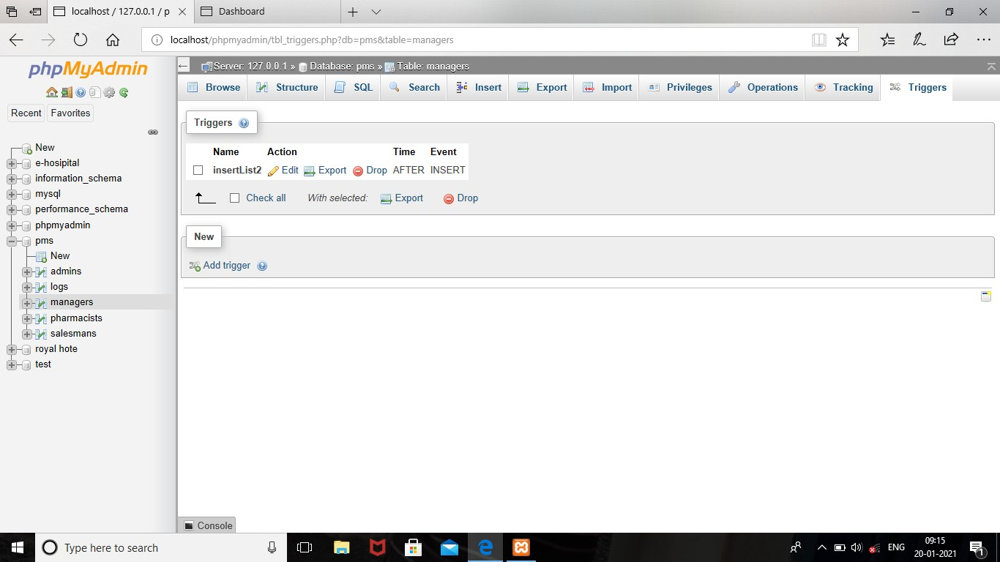 localhost / 127.0.0.1 / p
Dashboard
localhost/phpmyadmin/tbl_triggers.php?db=pms&table=managers
phpMyAdmin
Recent
Favorites
New
e-hosipital
information_schema
mysql
performance_schema
phpmyadmin
pms
New
admins
logs
managers
pharmacists
salesmans
royal hote
test
Server: 127.0.0.1 » Database: pms » Table: managers
Browse Structure SQL Search Insert Export Import Privileges Operations Tracking Triggers
Triggers
Name Action Time Event
insertList2 Edit Export Drop AFTER INSERT
Check all With selected: Export Drop
New
Add trigger
Console
Type here to search
ENG
09:15
20-01-2021
1